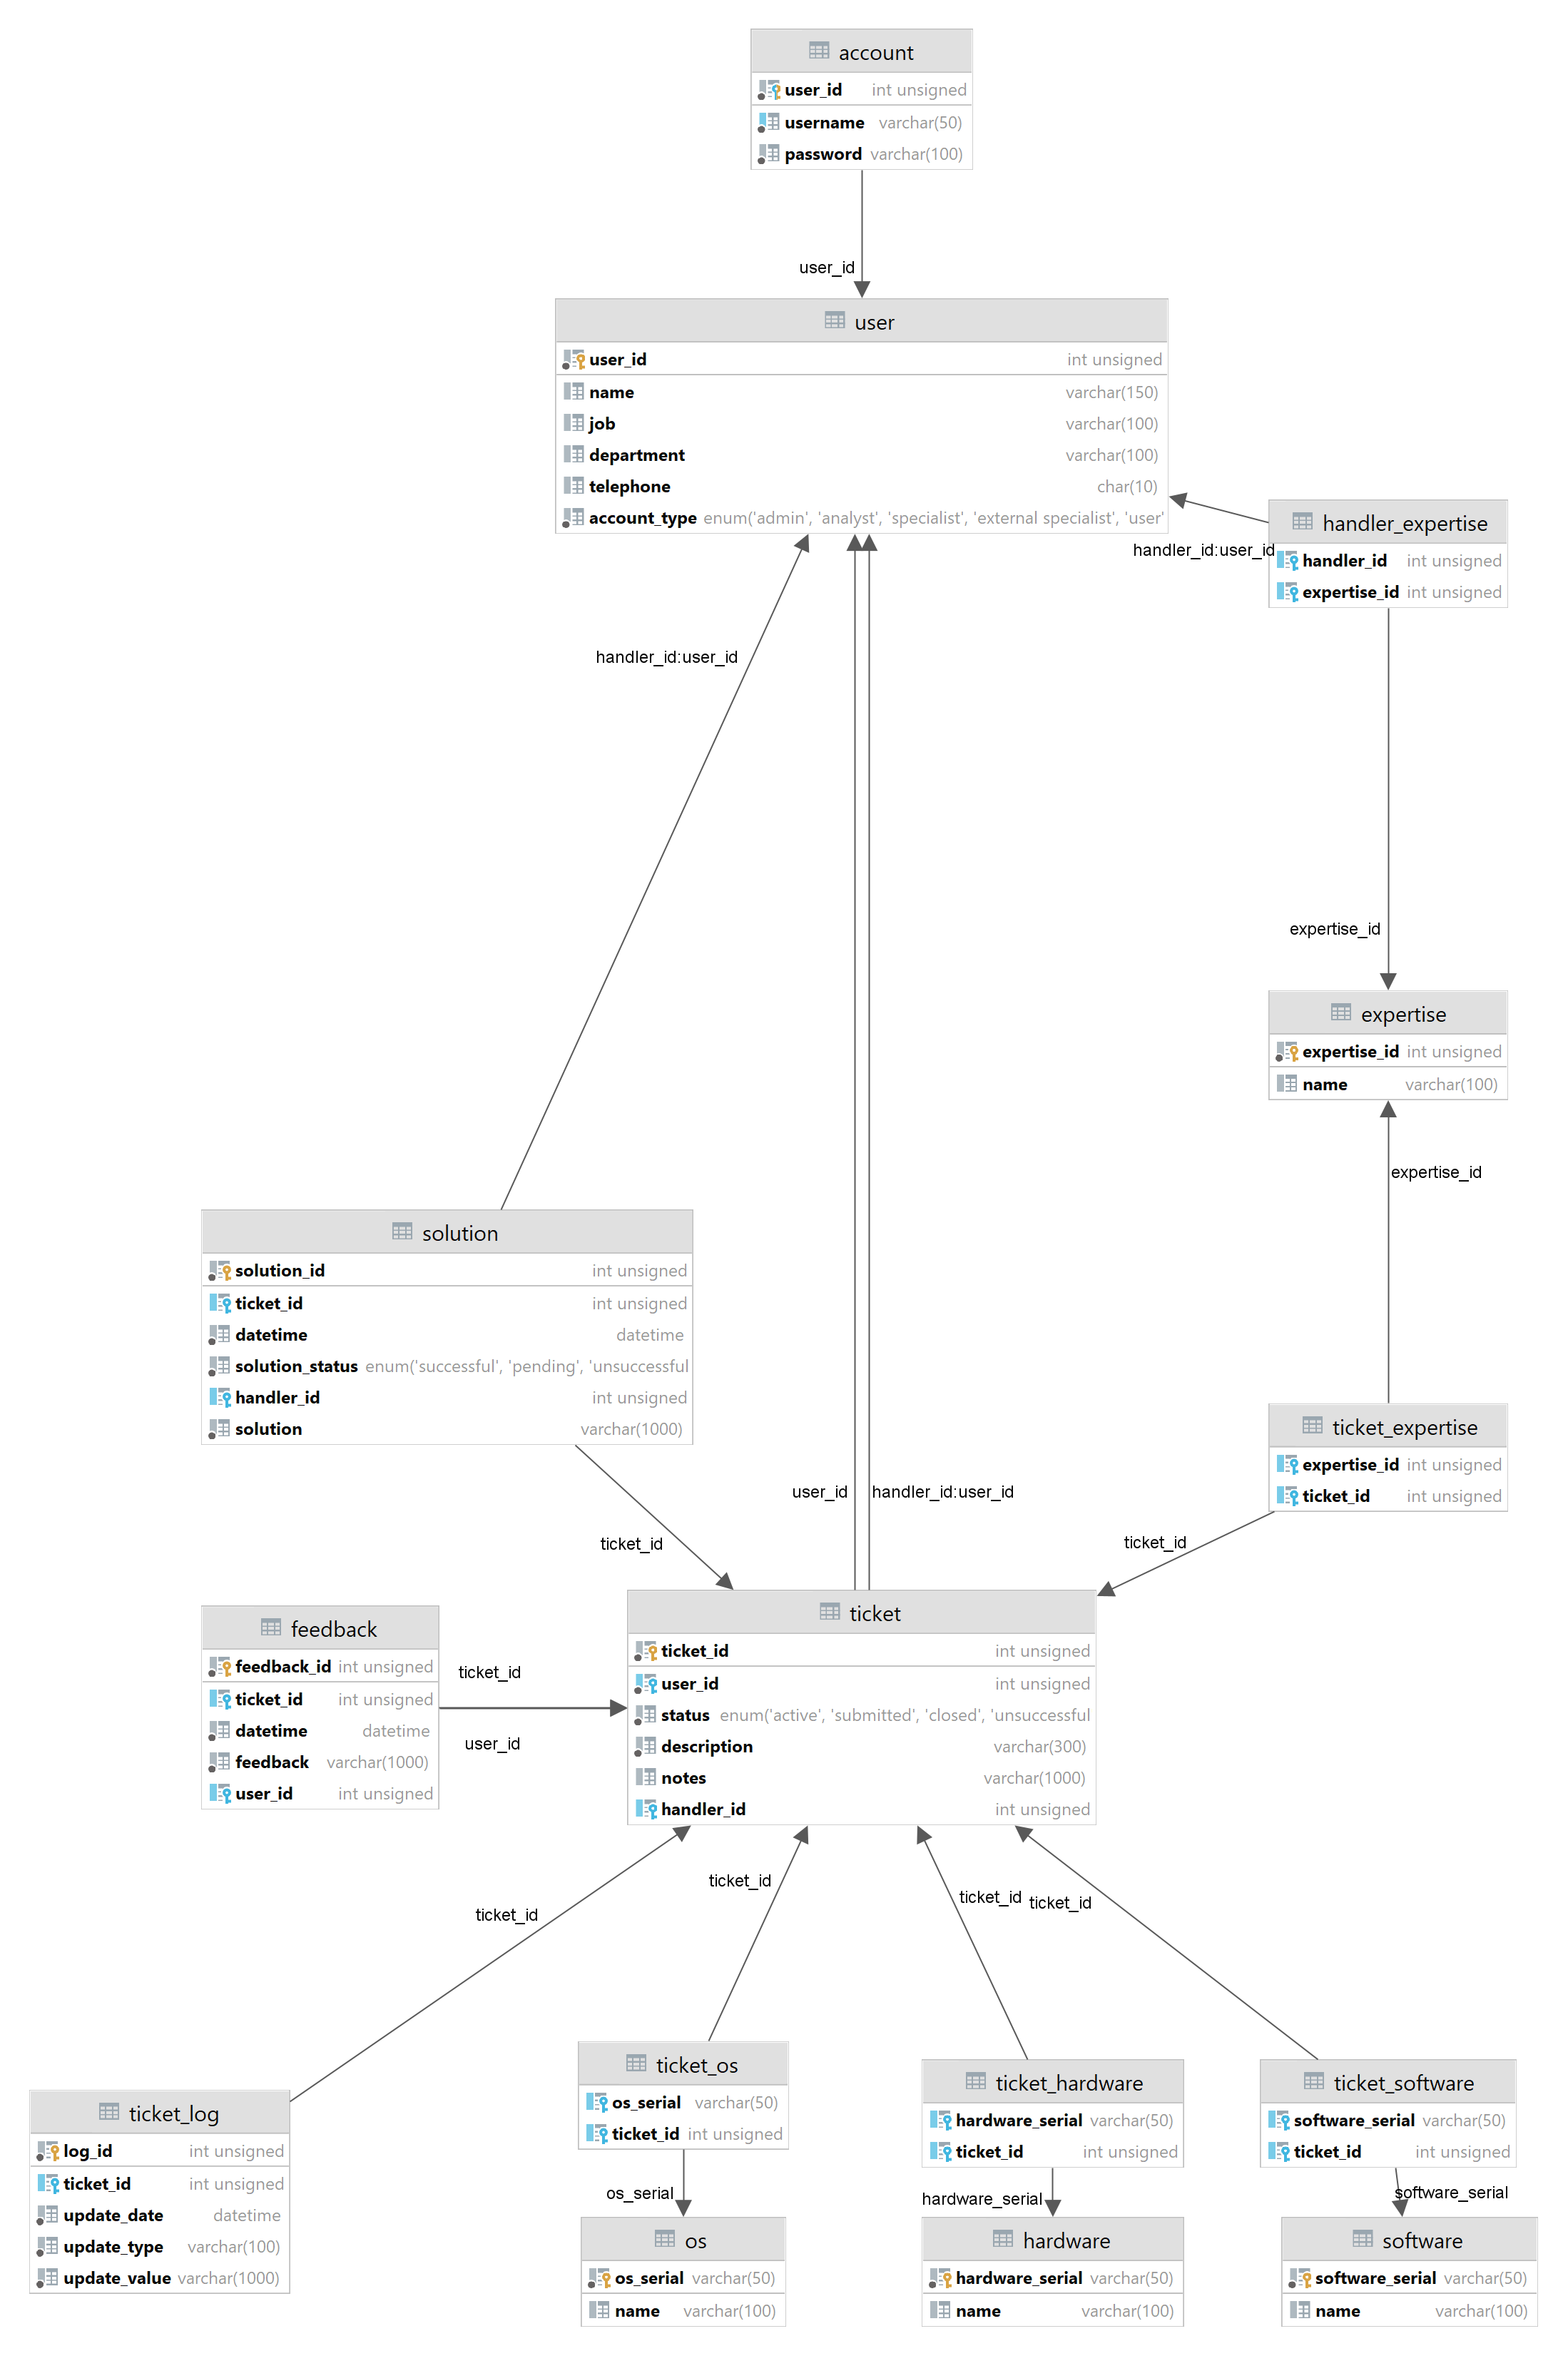 account
user_id int unsigned
username varchar(50)
password varchar(100)
user_id
user
user_id int unsigned
name varchar(150)
job varchar(100)
department varchar(100)
telephone char(10)
account_type enum('admin', 'analyst', 'specialist', 'external specialist', 'user'
handler_expertise
handler_id int unsigned
expertise_id int unsigned
handler_id:user_id
handler_id:user_id
expertise_id
expertise
expertise_id int unsigned
name varchar(100)
expertise_id
solution
solution_id int unsigned
ticket_id int unsigned
datetime datetime
solution_status enum('successful', 'pending', 'unsuccessful
handler_id int unsigned
solution varchar(1000)
ticket_expertise
expertise_id int unsigned
ticket_id int unsigned
user_id
handler_id:user_id
ticket_id
ticket_id
feedback
feedback_id int unsigned
ticket_id int unsigned
datetime datetime
feedback varchar(1000)
user_id int unsigned
ticket_id
user_id
ticket
ticket_id int unsigned
user_id int unsigned
status enum('active', 'submitted', 'closed', 'unsuccessful
description varchar(300)
notes varchar(1000)
handler_id int unsigned
ticket_id
ticket_id
ticket_id
ticket_id
ticket_log
log_id int unsigned
ticket_id int unsigned
update_date datetime
update_type varchar(100)
update_value varchar(1000)
ticket_os
os_serial varchar(50)
ticket_id int unsigned
ticket_hardware
hardware_serial varchar(50)
ticket_id int unsigned
ticket_software
software_serial varchar(50)
ticket_id int unsigned
os_serial
hardware_serial
software_serial
os
os_serial varchar(50)
name varchar(100)
hardware
hardware_serial varchar(50)
name varchar(100)
software
software_serial varchar(50)
name varchar(100)